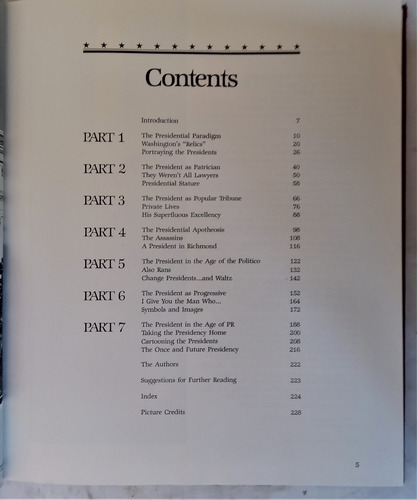 Contents
Introduction 7
PART 1 The Presidential Paradigm 10
Washington's "Relics" 20
Portraying the Presidents 26
PART 2 The President as Patrician 40
They Weren't All Lawyers 50
Presidential Stature 58
PART 3 The President as Popular Tribune 66
Private Lives 76
His Superfluous Excellency 88
PART 4 The Presidential Apotheosis 98
The Assassins 108
A President in Richmond 116
PART 5 The President in the Age of the Politico 122
Also Rans 132
Change Presidents...and Waltz 142
PART 6 The President as Progressive 152
I Give You the Man Who... 164
Symbols and Images 172
PART 7 The President in the Age of PR 188
Taking the Presidency Home 200
Cartooning the Presidents 208
The Once and Future Presidency 216
The Authors 222
Suggestions for Further Reading 223
Index 224
Picture Credits 228
5